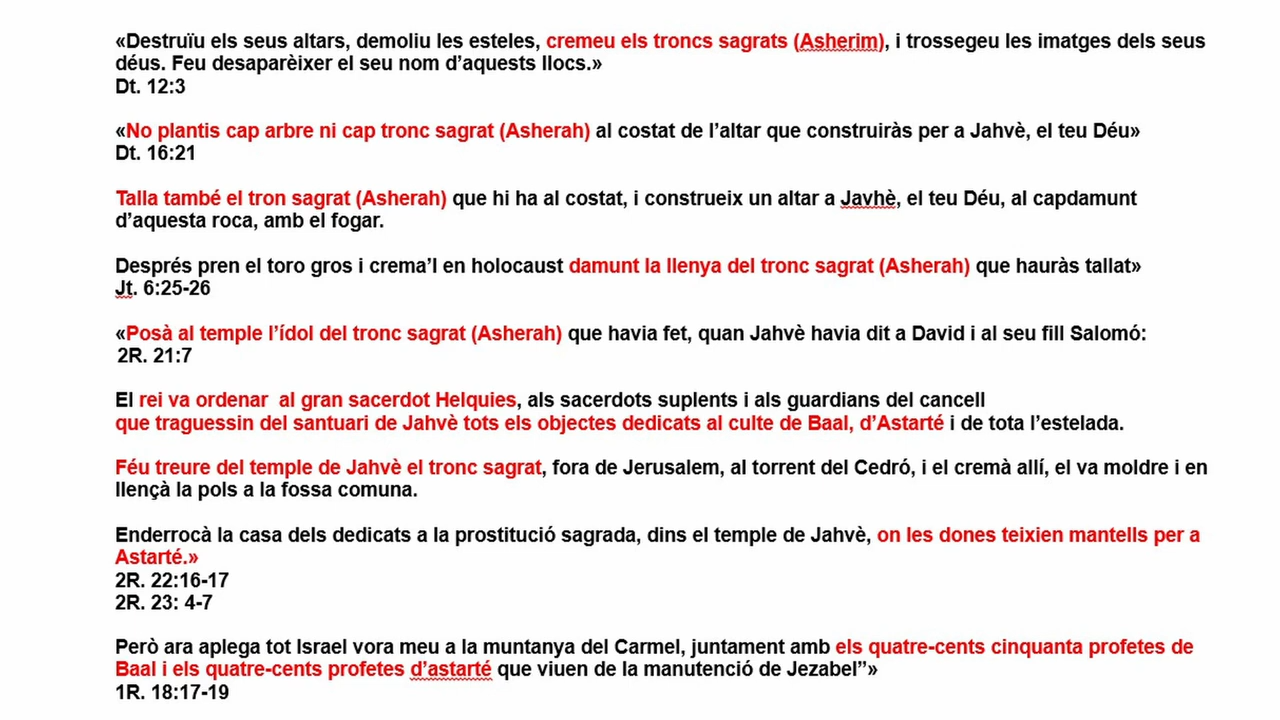 «Destruïu els seus altars, demoliu les esteles, cremeu els troncs sagrats (Asherim), i trossegeu les imatges dels seus
déus. Feu desaparèixer el seu nom d’aquests llocs.»
Dt. 12:3
«No plantis cap arbre ni cap tronc sagrat (Asherah) al costat de l’altar que construiràs per a Jahvè, el teu Déu»
Dt. 16:21
Talla també el tron sagrat (Asherah) que hi ha al costat, i construeix un altar a Javhè, el teu Déu, al capdamunt
d’aquesta roca, amb el fogar.
Després pren el toro gros i crema’l en holocaust damunt la llenya del tronc sagrat (Asherah) que hauràs tallat»
Jt. 6:25-26
«Posà al temple l’ídol del tronc sagrat (Asherah) que havia fet, quan Jahvè havia dit a David i al seu fill Salomó:
2R. 21:7
El rei va ordenar  al gran sacerdot Helquies, als sacerdots suplents i als guardians del cancell
que traguessin del santuari de Jahvè tots els objectes dedicats al culte de Baal, d’Astarté i de tota l’estelada.
Féu treure del temple de Jahvè el tronc sagrat, fora de Jerusalem, al torrent del Cedró, i el cremà allí, el va moldre i en
llençà la pols a la fossa comuna.
Enderrocà la casa dels dedicats a la prostitució sagrada, dins el temple de Jahvè, on les dones teixien mantells per a
Astarté.»
2R. 22:16-17
2R. 23: 4-7
Però ara aplega tot Israel vora meu a la muntanya del Carmel, juntament amb els quatre-cents cinquanta profetes de
Baal i els quatre-cents profetes d’astarté que viuen de la manutenció de Jezabel”»
1R. 18:17-19